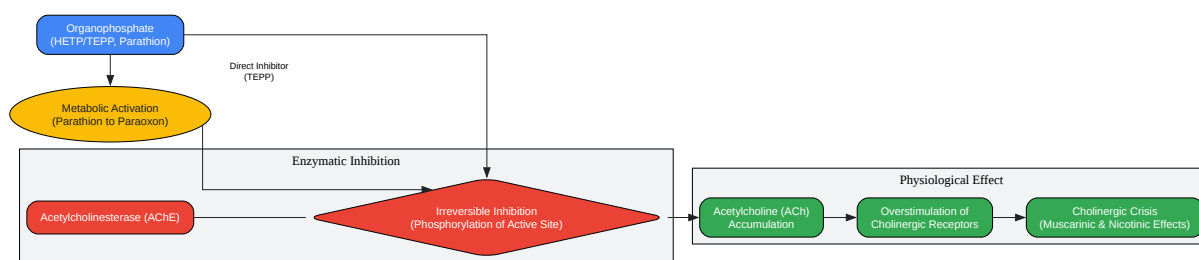 Organophosphate
(HETP/TEPP, Parathion)
Direct Inhibitor
(TEPP)
Metabolic Activation
(Parathion to Paraoxon)
Enzymatic Inhibition
Acetylcholinesterase (AChE)
Irreversible Inhibition
(Phosphorylation of Active Site)
Physiological Effect
Acetylcholine (ACh)
Accumulation
Overstimulation of
Cholinergic Receptors
Cholinergic Crisis
(Muscarinic & Nicotinic Effects)